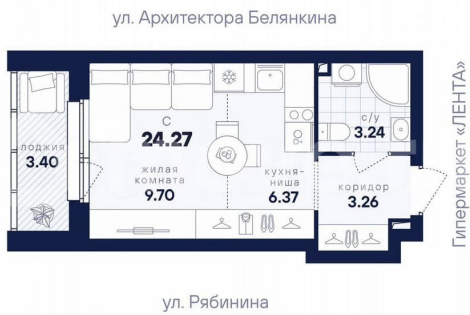 ул. Архитектора Белянкина
Гипермаркет «ЛЕНТА»
С
24.27
лоджия
3.40
жилая
комната
9.70
кухня-
ниша
6.37
с/у
3.24
коридор
3.26
ул. Рябинина